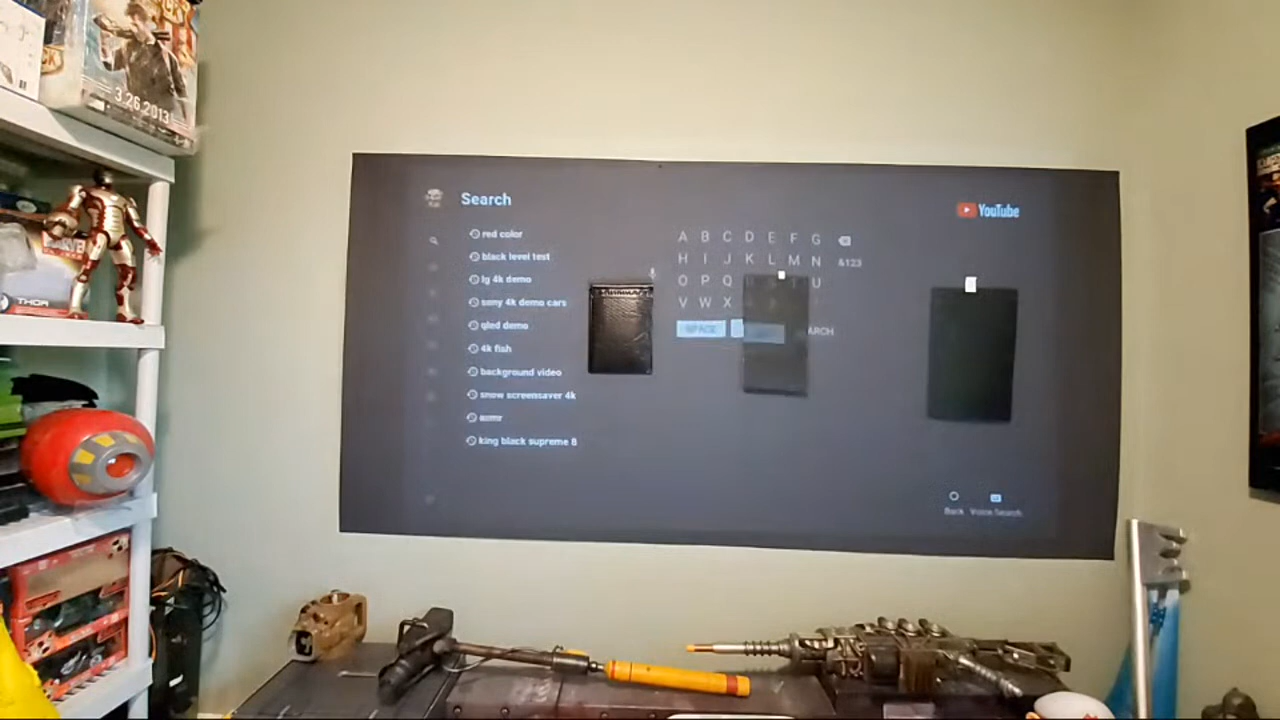 3.26.2013
THOR
Search
YouTube
red color
black level test
lg 4k demo
sony 4k demo cars
qled demo
4k fish
background video
snow screensaver 4k
asmr
king black supreme 8
A B C D E F G
H I J K L M N &123
O P Q U
V W X
SPACE ARCH
Back Voice Search